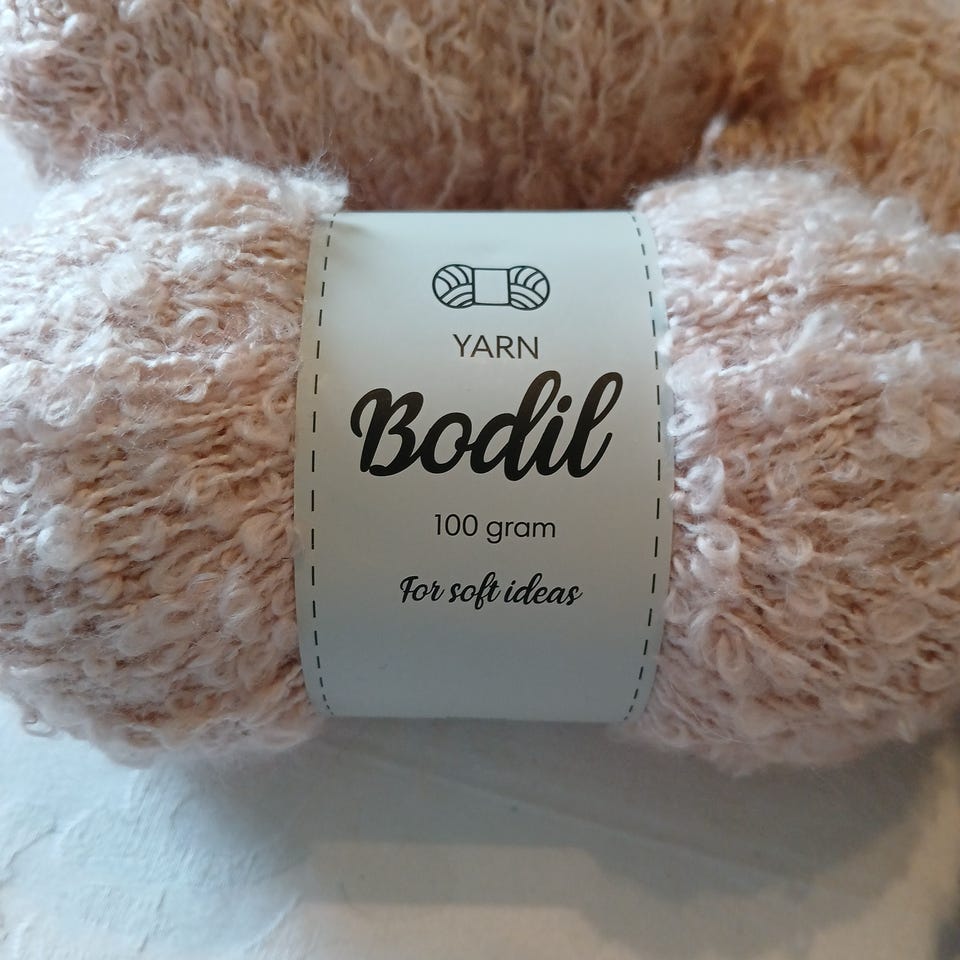 YARN
Bodil
100 gram
For soft ideas